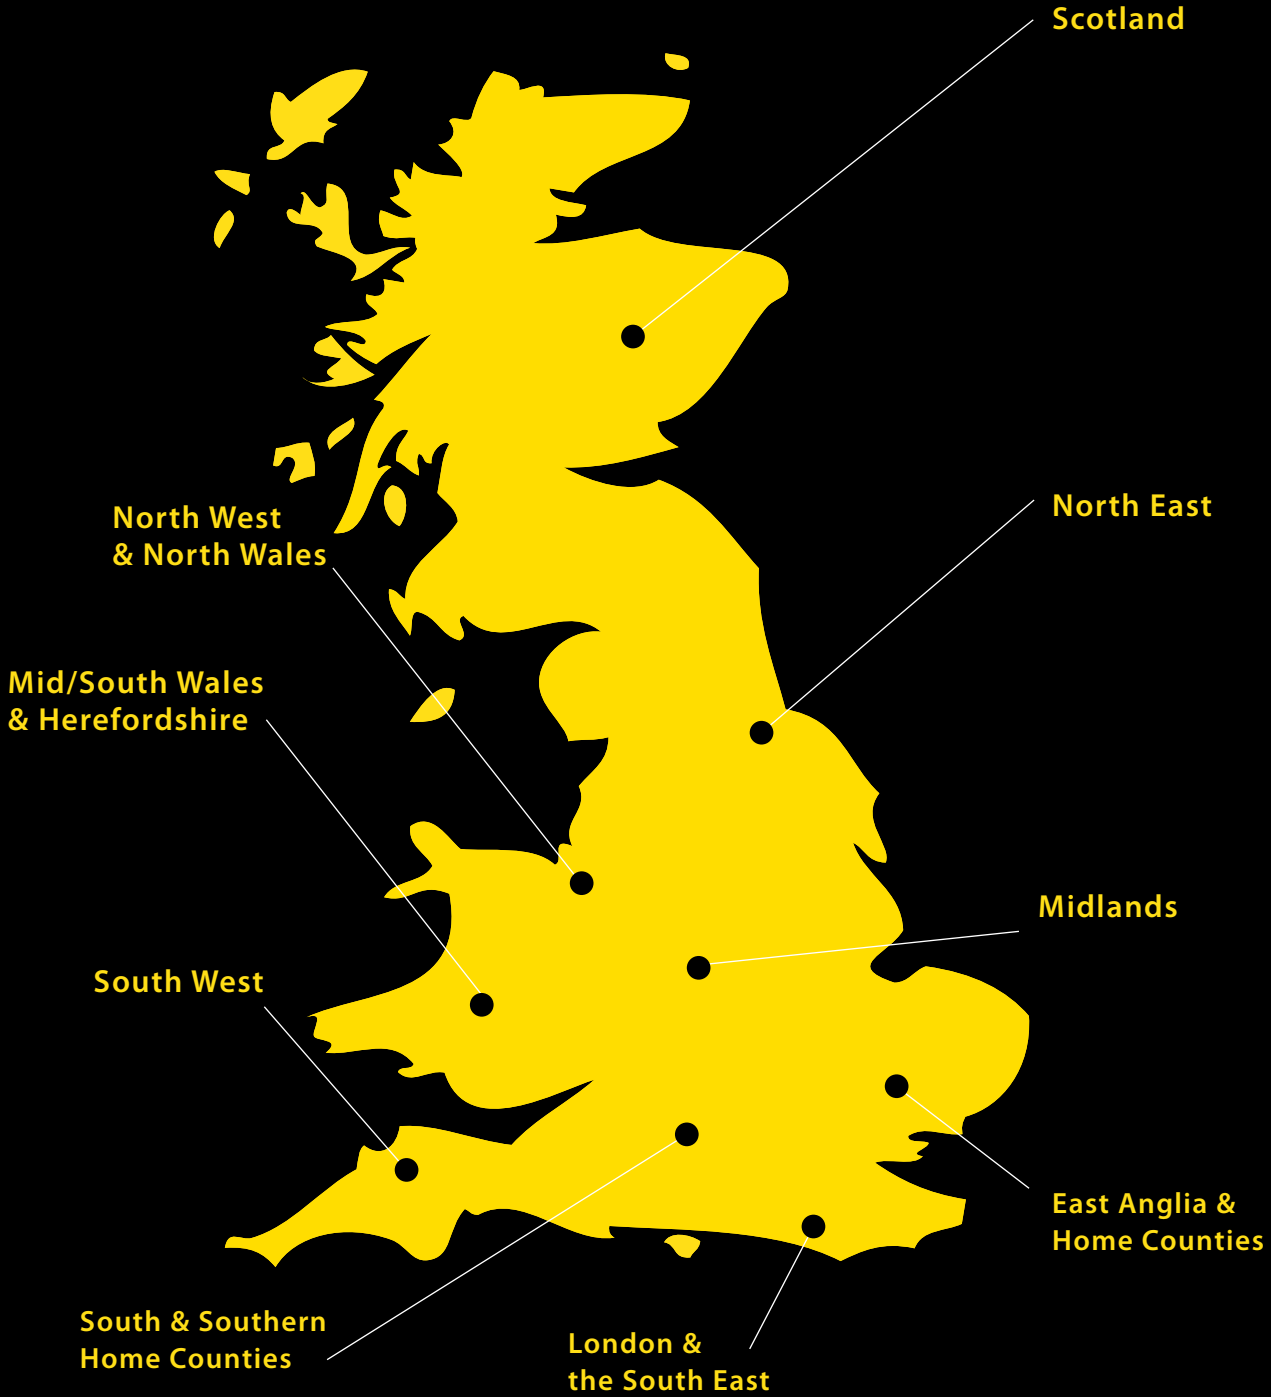 Scotland
North East
North West
& North Wales
Mid/South Wales
& Herefordshire
Midlands
South West
East Anglia &
Home Counties
South & Southern
Home Counties
London &
the South East